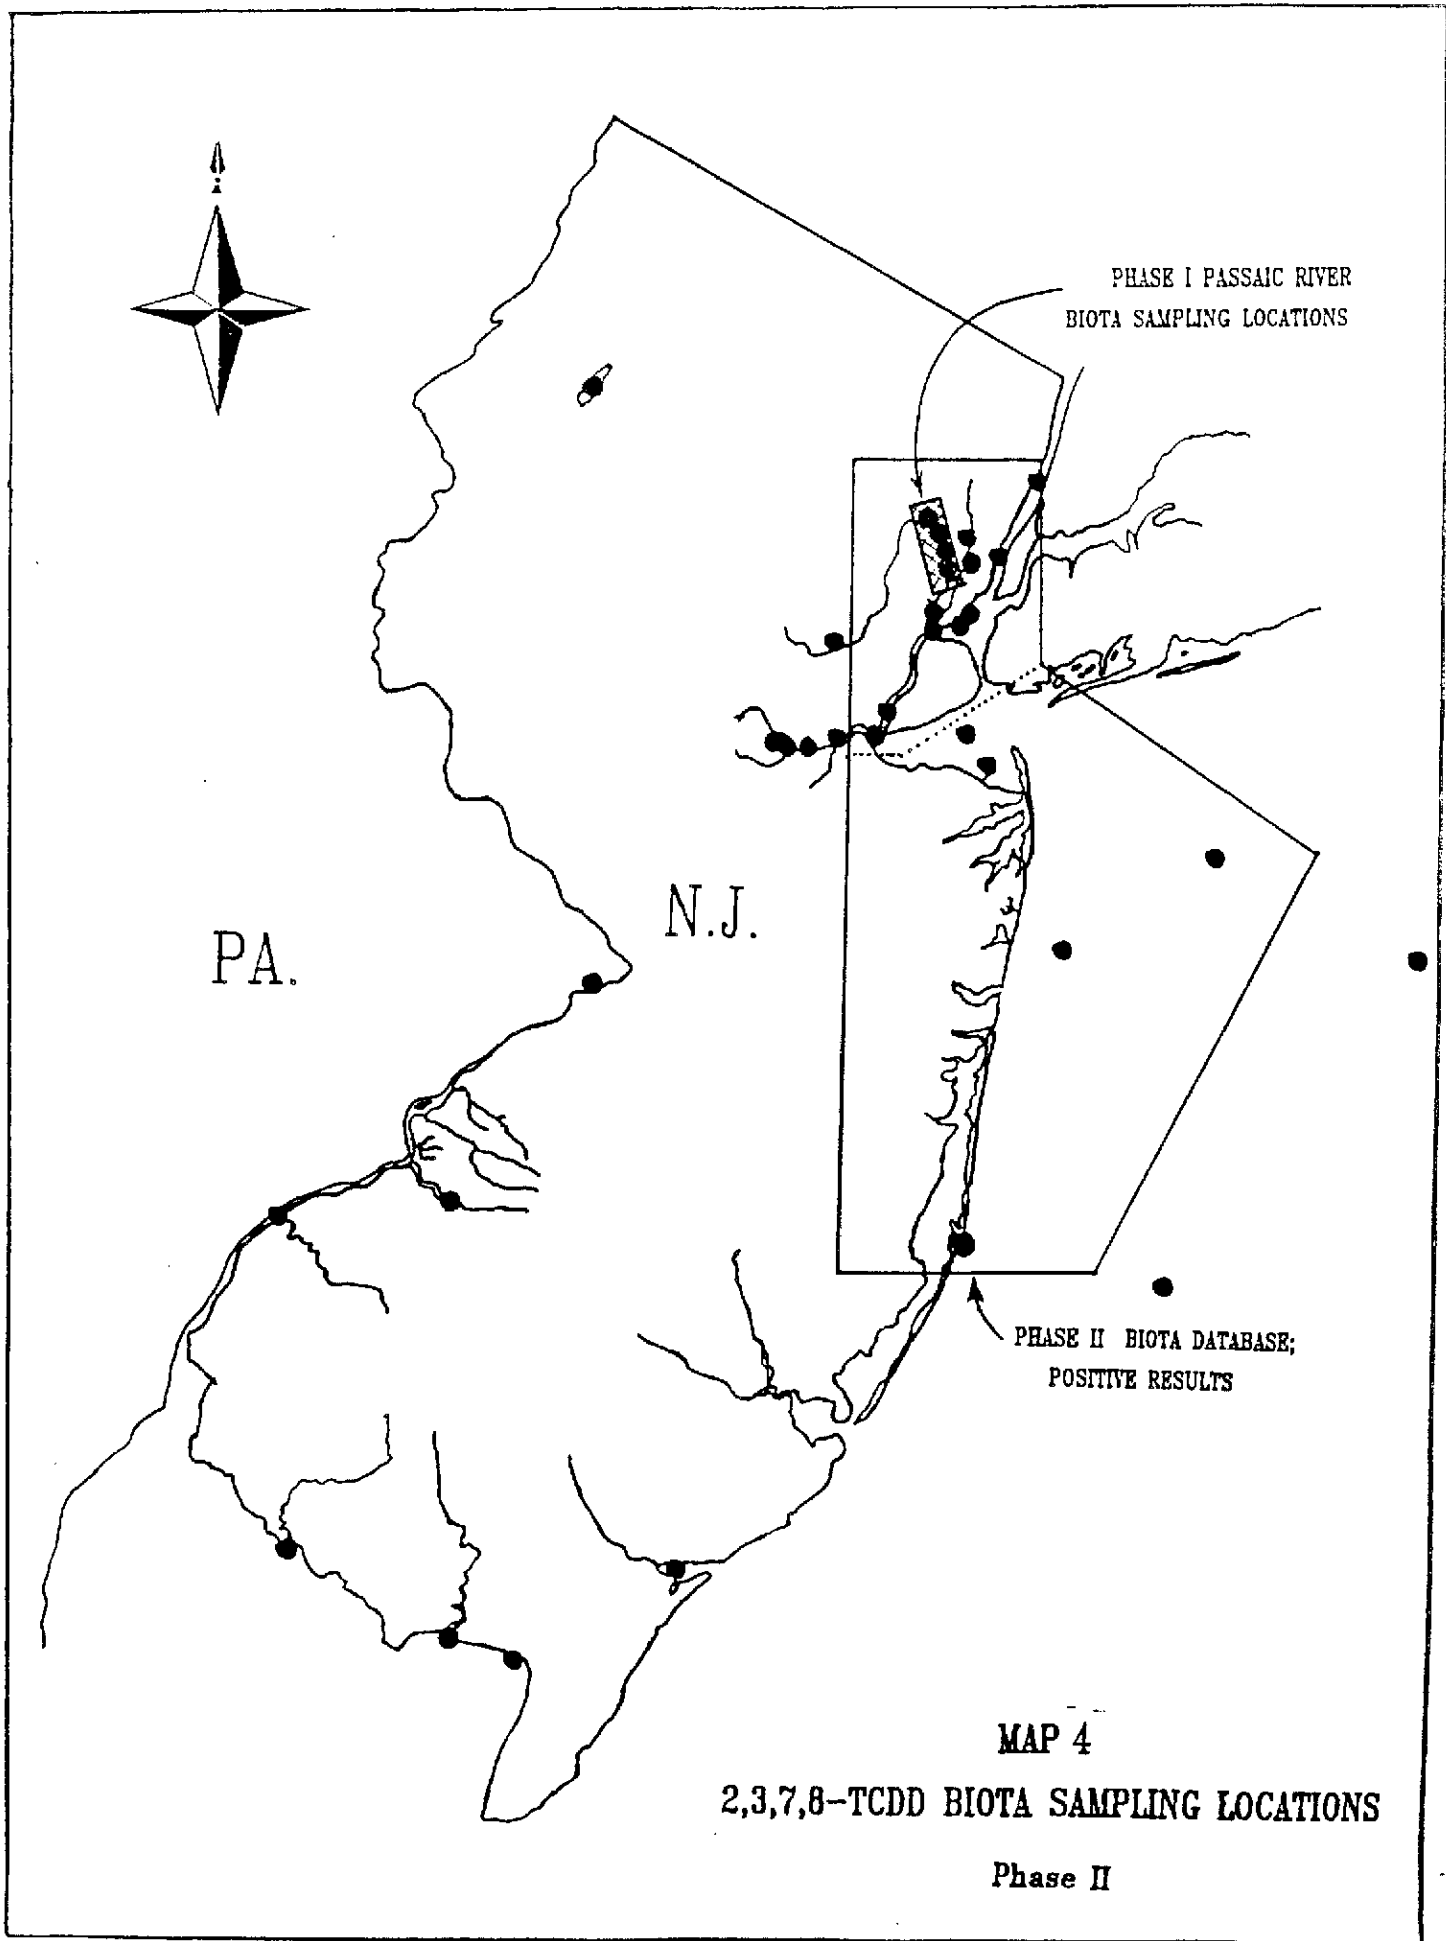 PHASE I PASSAIC RIVER
BIOTA SAMPLING LOCATIONS
N.J.
PA.
PHASE II BIOTA DATABASE;
POSITIVE RESULTS
MAP 4
2,3,7,8-TCDD BIOTA SAMPLING LOCATIONS
Phase II